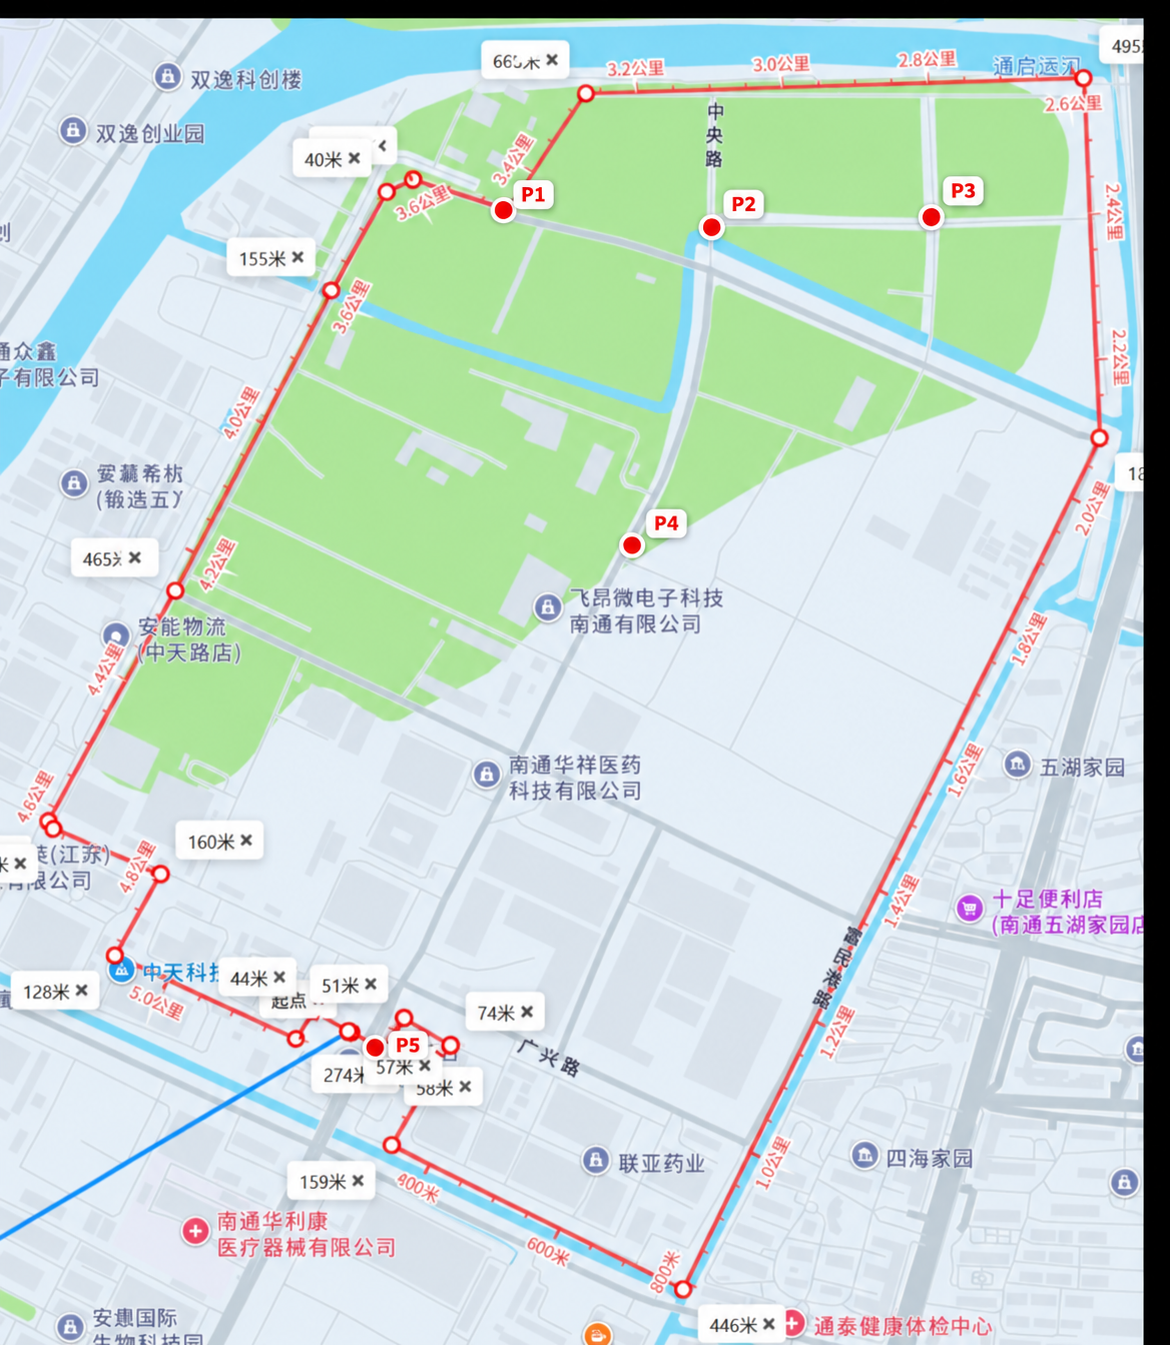 495
66
米 ×
通启运河
3.2公里
3.0公里
2.8公里
2.6公里
双逸科创楼
双逸创业园
中央路
40米 ×
3.4公里
P1
P2
P3
3.6公里
2.4公里
创
155米 ×
3.6公里
2.2公里
通众鑫
子有限公司
4.0公里
(锻造五
18
2.0公里
P4
465 ×
4.2公里
飞昂微电子科技
南通有限公司
安能物流
(中天路店)
1.8公里
4.4公里
南通华祥医药
科技有限公司
五湖家园
1.6公里
4.6公里
160米 ×
米 ×
(江苏)
有限公司
4.8公里
1.4公里
十足便利店
(南通五湖家园店
富民港路
中天科技
128米 ×
44米 ×
51米 ×
起点
5.0公里
74米 ×
1.2公里
P5
274米
57米 ×
58米 ×
广兴路
联亚药业
四海家园
1.0公里
159米 ×
400米
南通华利康
医疗器械有限公司
600米
800米
446米 ×
通泰健康体检中心
国际
生物科技园